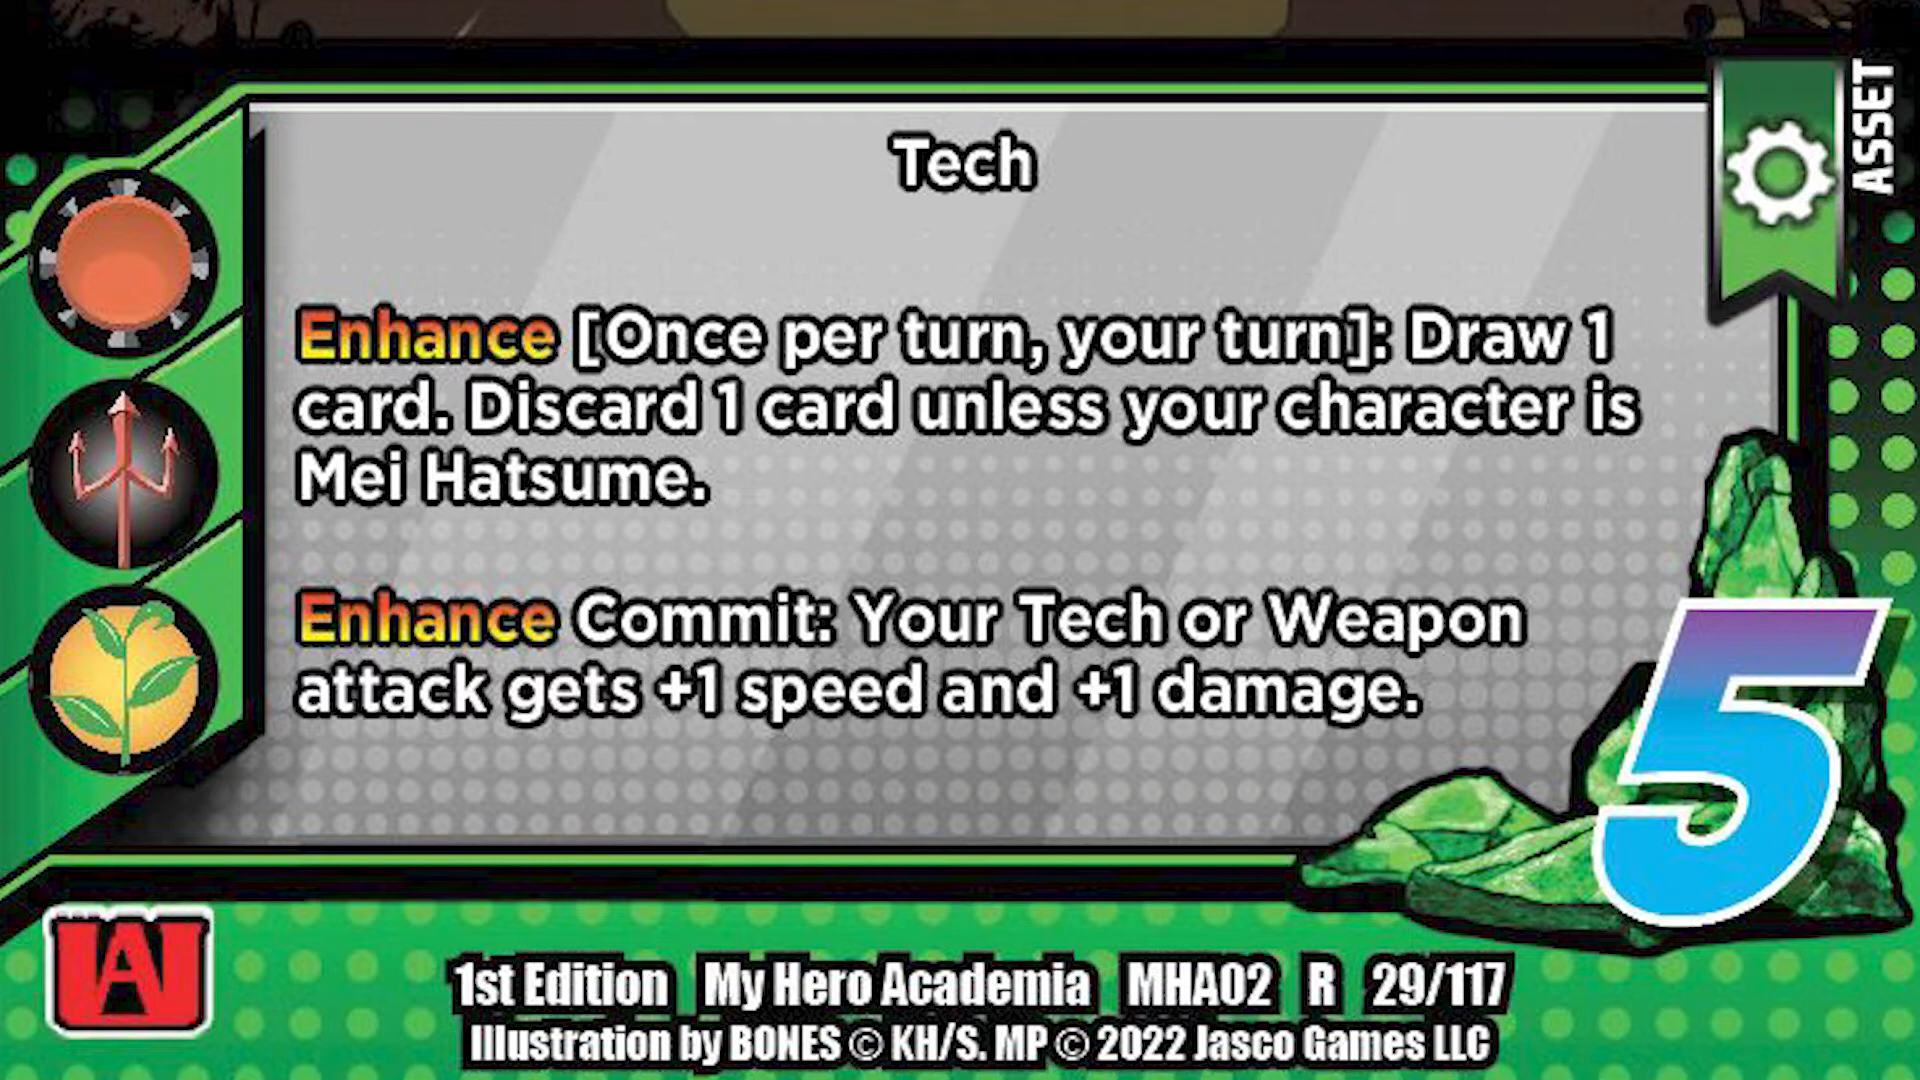 ASSET
Tech
Enhance [Once per turn, your turn]: Draw 1
card. Discard 1 card unless your character is
Mei Hatsume.
Enhance Commit: Your Tech or Weapon
attack gets +1 speed and +1 damage.
5
UA
1st Edition My Hero Academia MHA02 R 29/117
Illustration by BONES © KH/S. MP © 2022 Jasco Games LLC